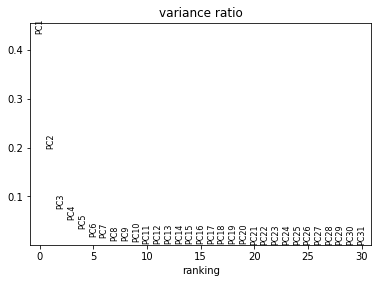 variance ratio
0.4
0.3
0.2
0.1
PC1
PC2
PC3
PC4
PC5
PC6
PC7
PC8
PC9
PC10
PC11
PC12
PC13
PC14
PC15
PC16
PC17
PC18
PC19
PC20
PC21
PC22
PC23
PC24
PC25
PC26
PC27
PC28
PC29
PC30
PC31
0 5 10 15 20 25 30
ranking